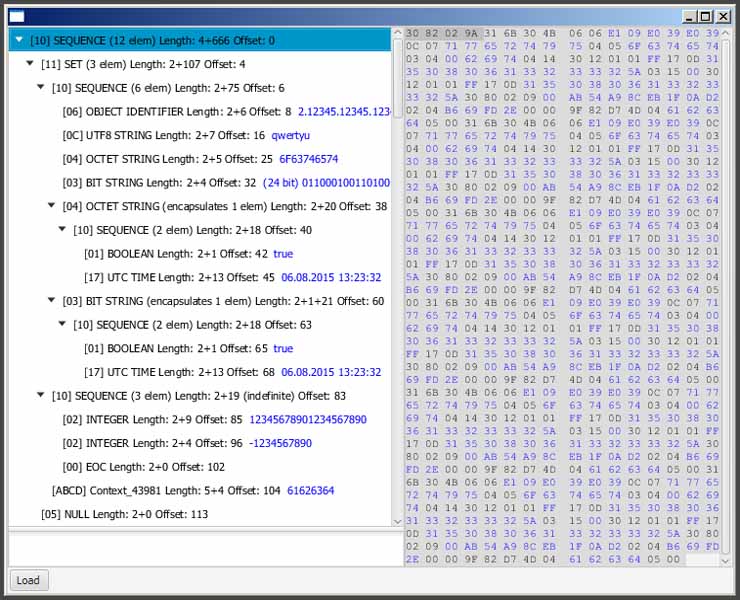 [10] SEQUENCE (12 elem) Length: 4+666 Offset: 0
[11] SET (3 elem) Length: 2+107 Offset: 4
[10] SEQUENCE (6 elem) Length: 2+75 Offset: 6
[06] OBJECT IDENTIFIER Length: 2+6 Offset: 8 2.12345.12345.123
[0C] UTF8 STRING Length: 2+7 Offset: 16 qwertyu
[04] OCTET STRING Length: 2+5 Offset: 25 6F63746574
[03] BIT STRING Length: 2+4 Offset: 32 (24 bit) 011000100110100
[04] OCTET STRING (encapsulates 1 elem) Length: 2+20 Offset: 38
[10] SEQUENCE (2 elem) Length: 2+18 Offset: 40
[01] BOOLEAN Length: 2+1 Offset: 42 true
[17] UTC TIME Length: 2+13 Offset: 45 06.08.2015 13:23:32
[03] BIT STRING (encapsulates 1 elem) Length: 2+1+21 Offset: 60
[10] SEQUENCE (2 elem) Length: 2+18 Offset: 63
[01] BOOLEAN Length: 2+1 Offset: 65 true
[17] UTC TIME Length: 2+13 Offset: 68 06.08.2015 13:23:32
[10] SEQUENCE (3 elem) Length: 2+19 (indefinite) Offset: 83
[02] INTEGER Length: 2+9 Offset: 85 12345678901234567890
[02] INTEGER Length: 2+4 Offset: 96 -1234567890
[00] EOC Length: 2+0 Offset: 102
[ABCD] Context_43981 Length: 5+4 Offset: 104 61626364
[05] NULL Length: 2+0 Offset: 113
30 82 02 9A 31 6B 30 4B 06 06 E1 09 E0 39 E0 39
0C 07 71 77 65 72 74 79 75 04 05 6F 63 74 65 74
03 04 00 62 69 74 04 14 30 12 01 01 FF 17 0D 31
35 30 38 30 36 31 33 32 33 33 32 5A 03 15 00 30
12 01 01 FF 17 0D 31 35 30 38 30 36 31 33 32 33
33 32 5A 30 80 02 09 00 AB 54 A9 8C EB 1F 0A D2
02 04 B6 69 FD 2E 00 00 9F 82 D7 4D 04 61 62 63
64 05 00 31 6B 30 4B 06 06 E1 09 E0 39 E0 39 0C
07 71 77 65 72 74 79 75 04 05 6F 63 74 65 74 03
04 00 62 69 74 04 14 30 12 01 01 FF 17 0D 31 35
30 38 30 36 31 33 32 33 33 32 5A 03 15 00 30 12
01 01 FF 17 0D 31 35 30 38 30 36 31 33 32 33 33
32 5A 30 80 02 09 00 AB 54 A9 8C EB 1F 0A D2 02
04 B6 69 FD 2E 00 00 9F 82 D7 4D 04 61 62 63 64
05 00 31 6B 30 4B 06 06 E1 09 E0 39 E0 39 0C 07
71 77 65 72 74 79 75 04 05 6F 63 74 65 74 03 04
00 62 69 74 04 14 30 12 01 01 FF 17 0D 31 35 30
38 30 36 31 33 32 33 33 32 5A 03 15 00 30 12 01
01 FF 17 0D 31 35 30 38 30 36 31 33 32 33 33 32
5A 30 80 02 09 00 AB 54 A9 8C EB 1F 0A D2 02 04
B6 69 FD 2E 00 00 9F 82 D7 4D 04 61 62 63 64 05
00 31 6B 30 4B 06 06 E1 09 E0 39 E0 39 0C 07 71
77 65 72 74 79 75 04 05 6F 63 74 65 74 03 04 00
62 69 74 04 14 30 12 01 01 FF 17 0D 31 35 30 38
30 36 31 33 32 33 33 32 5A 03 15 00 30 12 01 01
FF 17 0D 31 35 30 38 30 36 31 33 32 33 33 32 5A
30 80 02 09 00 AB 54 A9 8C EB 1F 0A D2 02 04 B6
69 FD 2E 00 00 9F 82 D7 4D 04 61 62 63 64 05 00
31 6B 30 4B 06 06 E1 09 E0 39 E0 39 0C 07 71 77
65 72 74 79 75 04 05 6F 63 74 65 74 03 04 00 62
69 74 04 14 30 12 01 01 FF 17 0D 31 35 30 38 30
36 31 33 32 33 33 32 5A 03 15 00 30 12 01 01 FF
17 0D 31 35 30 38 30 36 31 33 32 33 33 32 5A 30
80 02 09 00 AB 54 A9 8C EB 1F 0A D2 02 04 B6 69
FD 2E 00 00 9F 82 D7 4D 04 61 62 63 64 05 00 31
6B 30 4B 06 06 E1 09 E0 39 E0 39 0C 07 71 77 65
72 74 79 75 04 05 6F 63 74 65 74 03 04 00 62 69
74 04 14 30 12 01 01 FF 17 0D 31 35 30 38 30 36
31 33 32 33 33 32 5A 03 15 00 30 12 01 01 FF 17
0D 31 35 30 38 30 36 31 33 32 33 33 32 5A 30 80
02 09 00 AB 54 A9 8C EB 1F 0A D2 02 04 B6 69 FD
2E 00 00 9F 82 D7 4D 04 61 62 63 64 05 00
Load